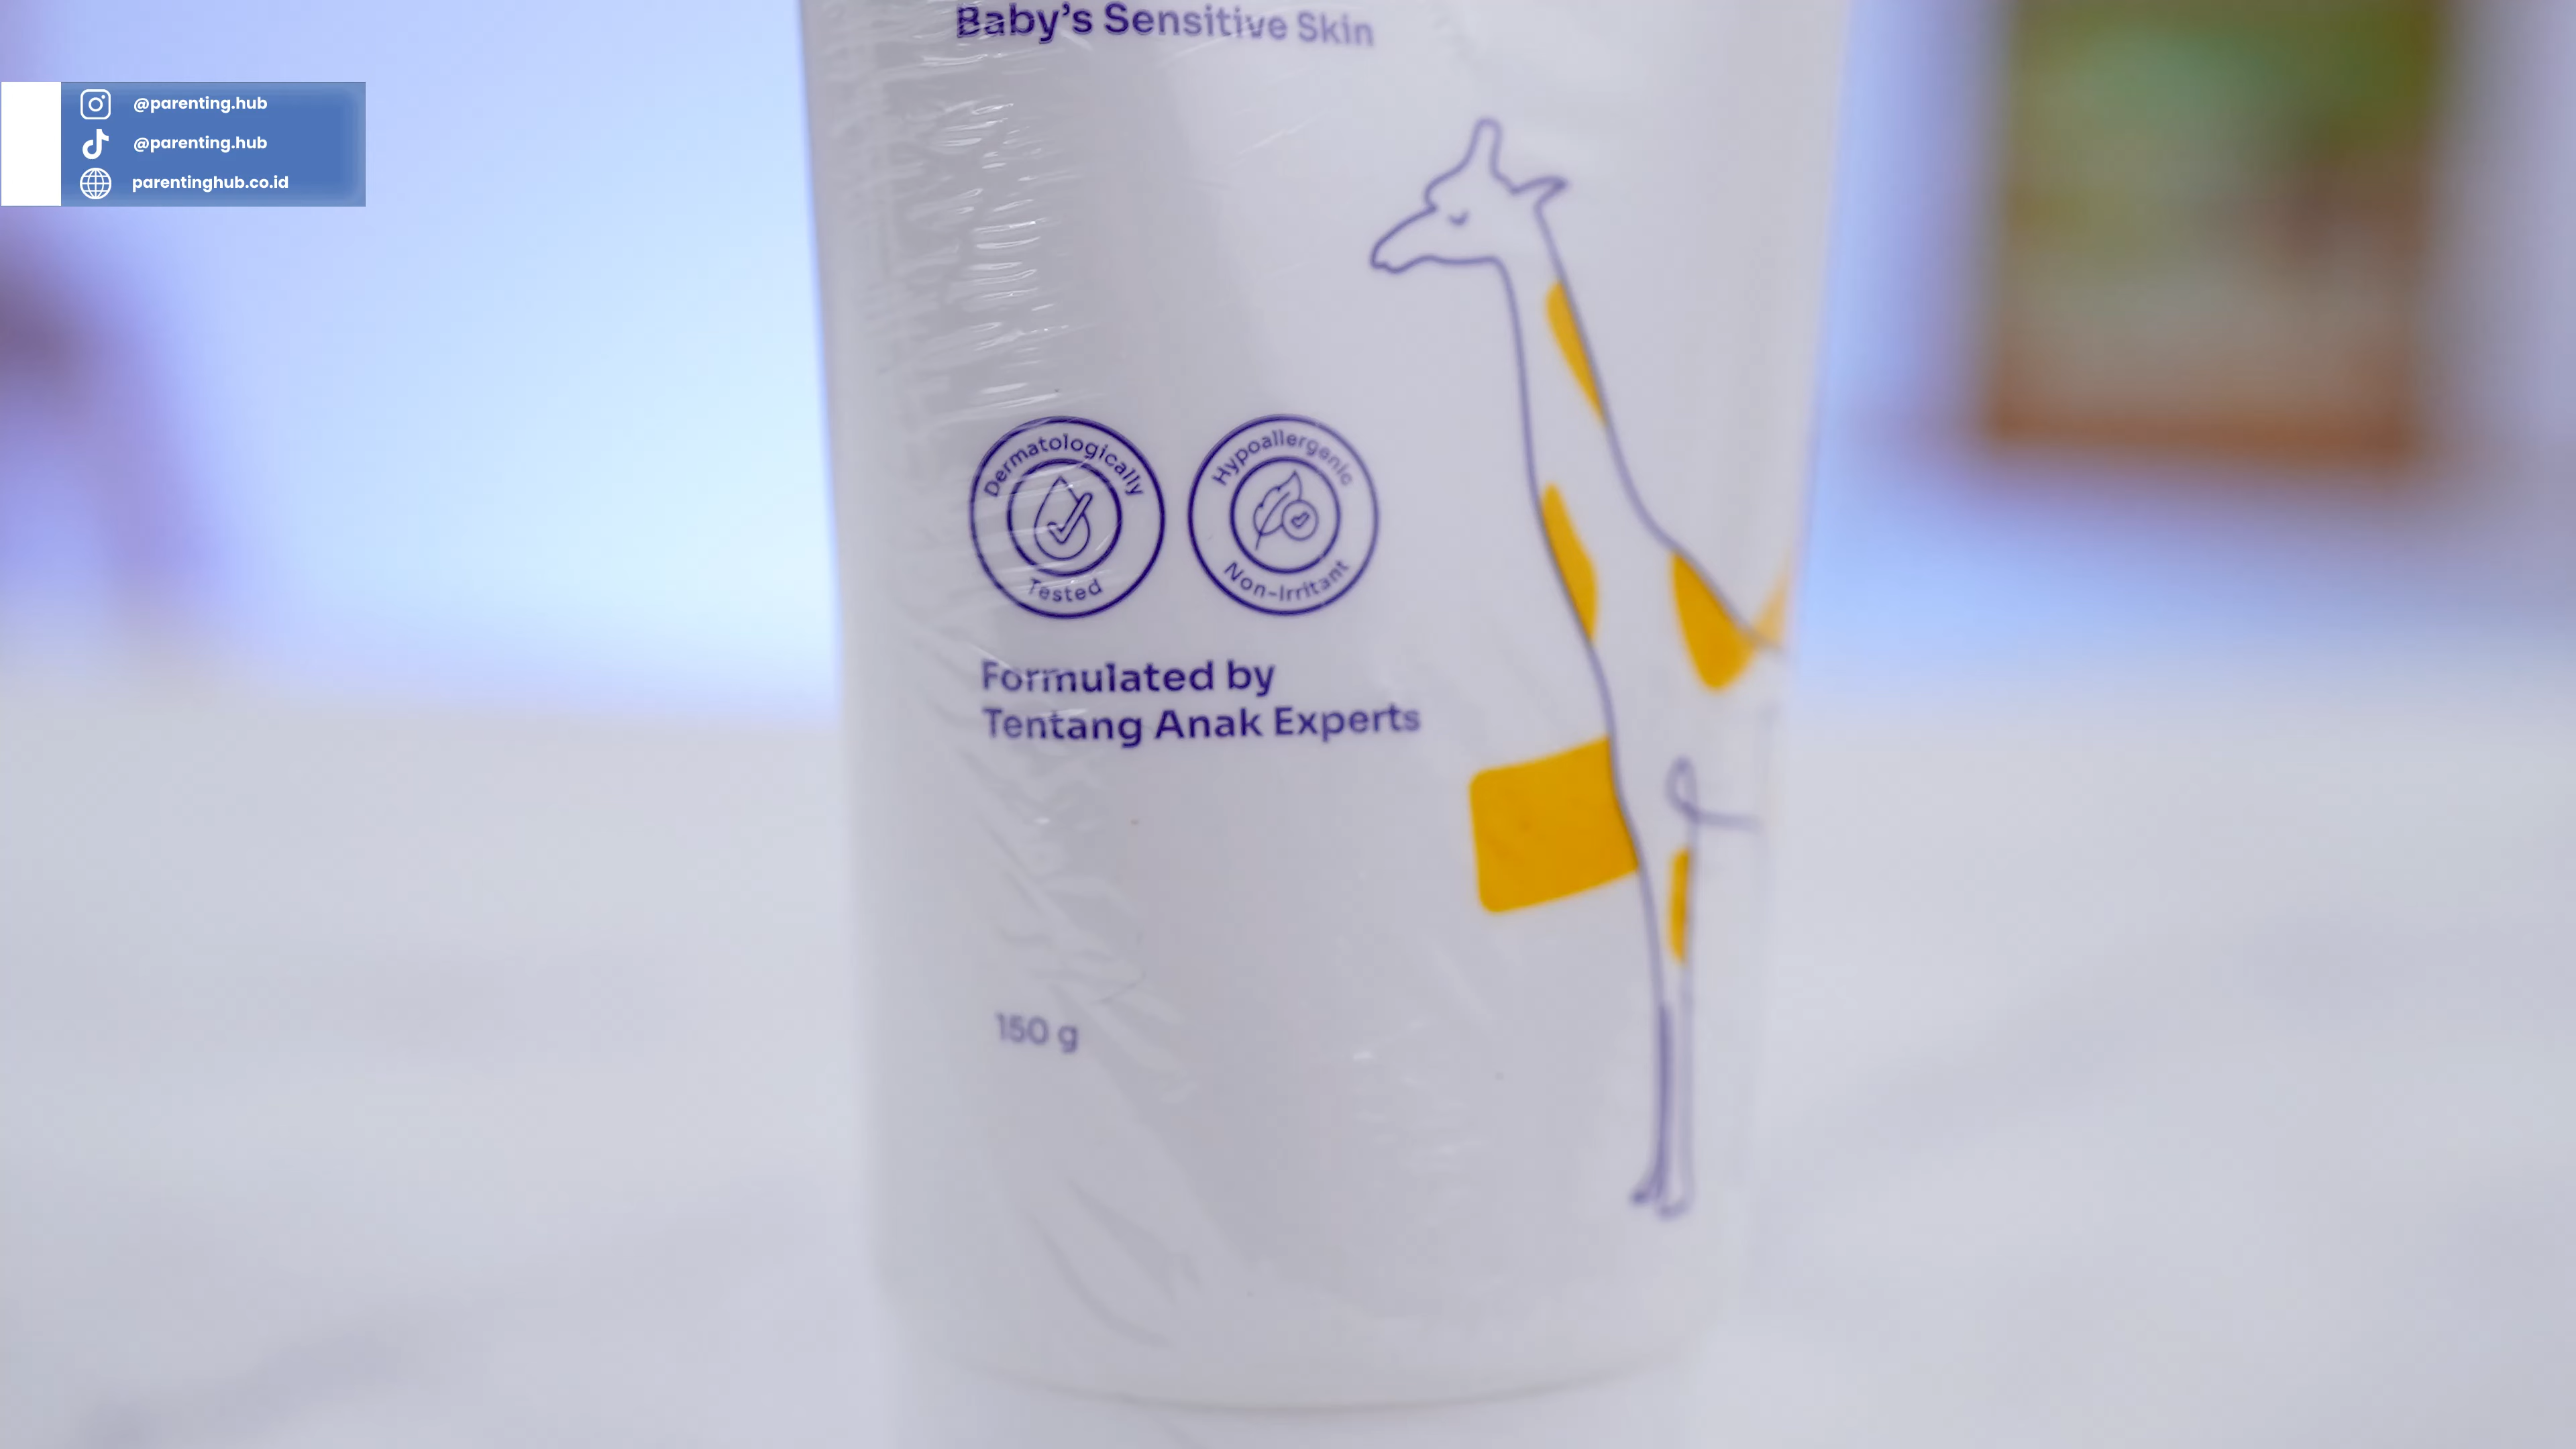 Baby's Sensitive Skin
@parenting.hub
@parenting.hub
parentinghub.co.id
Dermatologically
Tested
Hypoallergenic
Non-Irritant
Formulated by
Tentang Anak Experts
150 g